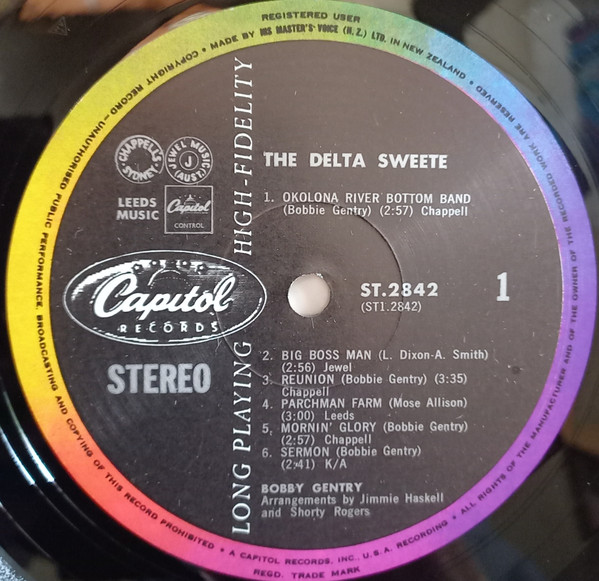 REGISTERED USER
• MADE BY HIS MASTER'S VOICE (N.Z.) LTD. IN NEW ZEALAND •
ALL RIGHTS OF THE MANUFACTURER AND OF THE OWNER OF THE RECORDED WORK ARE RESERVED
COPYRIGHT RECORD—UNAUTHORISED PUBLIC PERFORMANCE, BROADCASTING AND COPYING OF THIS RECORD PROHIBITED
• A CAPITOL RECORDS, INC., U.S.A. RECORDING •
REGD. TRADE MARK
LONG PLAYING HIGH-FIDELITY
CHAPPELL'S
SYDNEY
JEWEL MUSIC
J
(AUST.)
LEEDS
MUSIC
Capitol
CONTROL
Capitol
RECORDS
STEREO
THE DELTA SWEETE
1. OKOLONA RIVER BOTTOM BAND
(Bobbie Gentry) (2:57) Chappell
ST.2842
(ST1.2842)
1
2. BIG BOSS MAN (L. Dixon-A. Smith)
(2:56) Jewel
3. REUNION (Bobbie Gentry) (3:35)
Chappell
4. PARCHMAN FARM (Mose Allison)
(3:00) Leeds
5. MORNIN' GLORY (Bobbie Gentry)
(2:57) Chappell
6. SERMON (Bobbie Gentry)
(2:41) K/A
BOBBY GENTRY
Arrangements by Jimmie Haskell
and Shorty Rogers